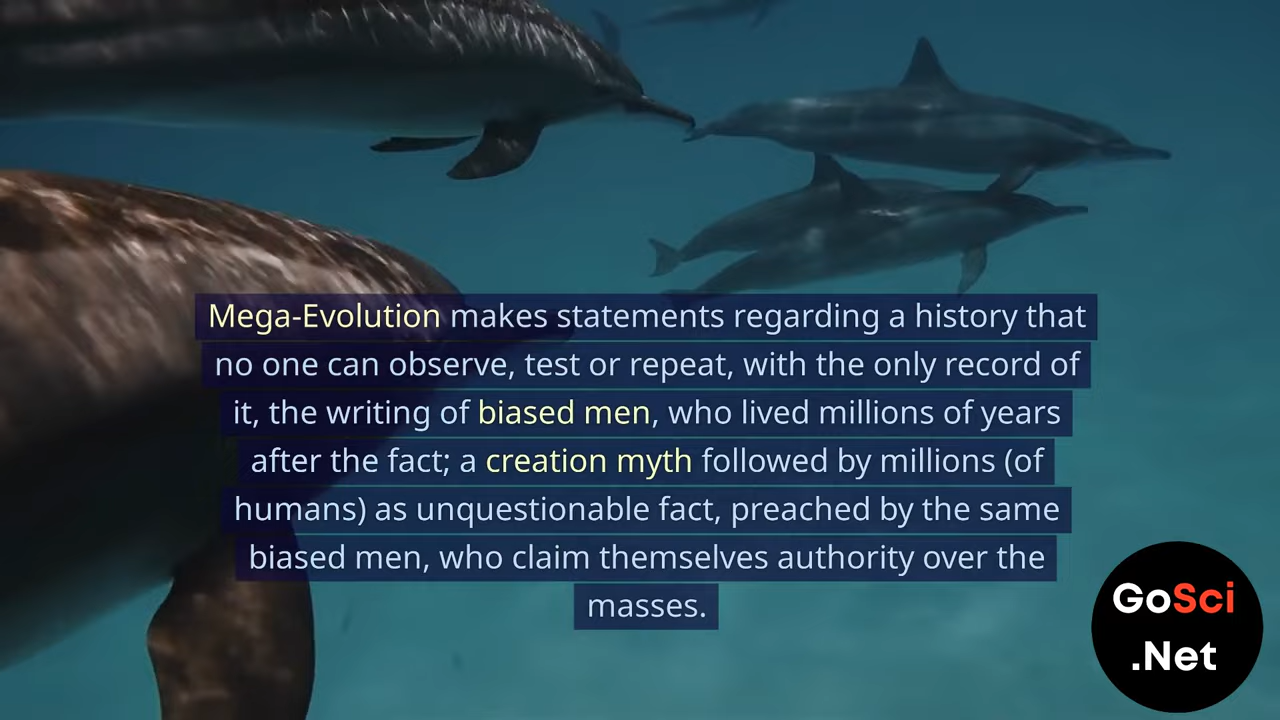 Mega-Evolution makes statements regarding a history that
no one can observe, test or repeat, with the only record of
it, the writing of biased men, who lived millions of years
after the fact; a creation myth followed by millions (of
humans) as unquestionable fact, preached by the same
biased men, who claim themselves authority over the
masses.
GoSci
.Net